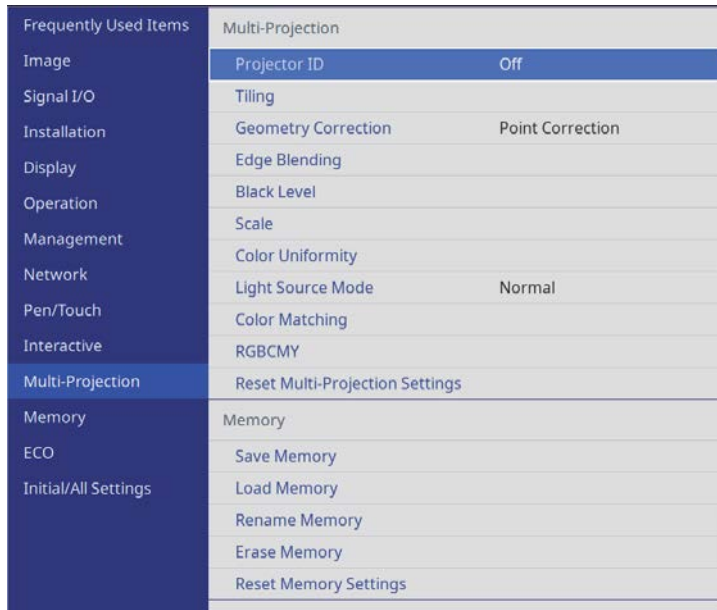 Frequently Used Items
Image
Signal I/O
Installation
Display
Operation
Management
Network
Pen/Touch
Interactive
Multi-Projection
Memory
ECO
Initial/All Settings
Multi-Projection
Projector ID Off
Tiling
Geometry Correction Point Correction
Edge Blending
Black Level
Scale
Color Uniformity
Light Source Mode Normal
Color Matching
RGBCMY
Reset Multi-Projection Settings
Memory
Save Memory
Load Memory
Rename Memory
Erase Memory
Reset Memory Settings